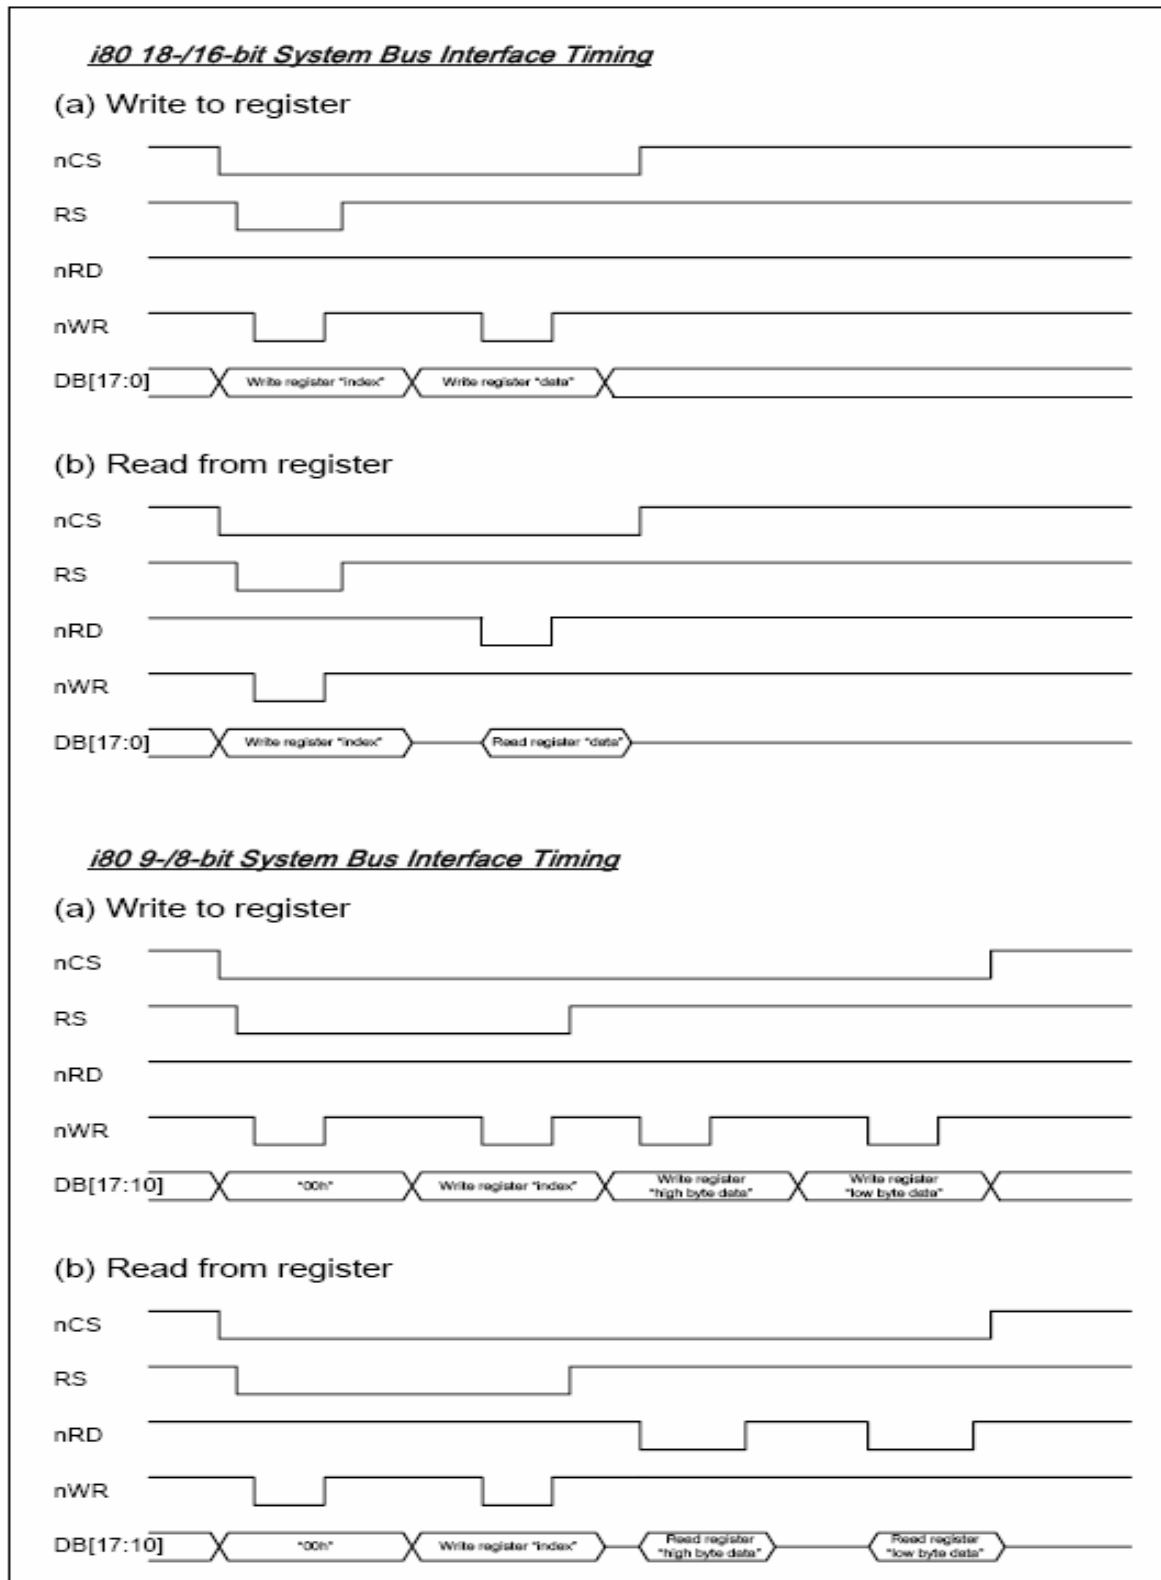 i80 18-/16-bit System Bus Interface Timing
(a) Write to register
nCS
RS
nRD
nWR
DB[17:0]
Write register "index"
Write register "data"
(b) Read from register
nCS
RS
nRD
nWR
DB[17:0]
Write register "index"
Read register "data"
i80 9-/8-bit System Bus Interface Timing
(a) Write to register
nCS
RS
nRD
nWR
DB[17:10]
"00h"
Write register "index"
Write register
"high byte data"
Write register
"low byte data"
(b) Read from register
nCS
RS
nRD
nWR
DB[17:10]
"00h"
Write register "index"
Read register
"high byte data"
Read register
"low byte data"